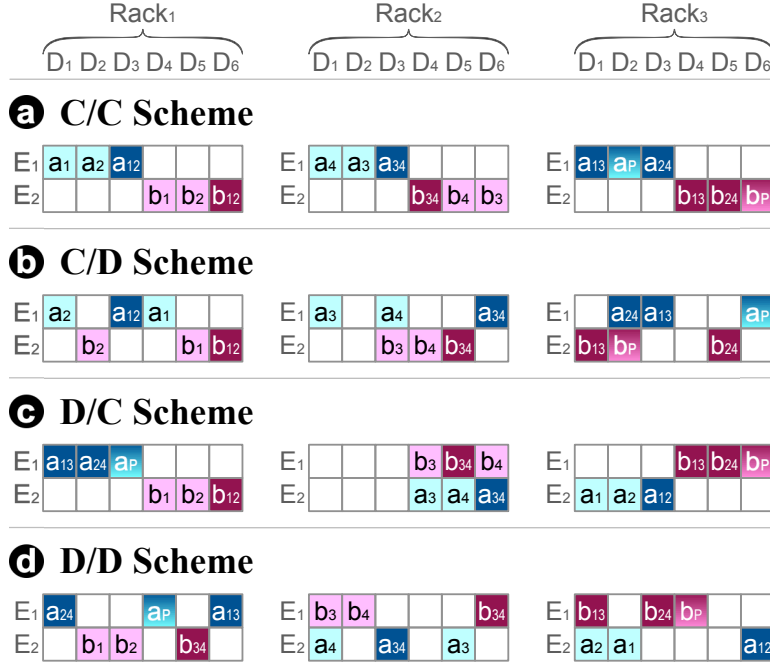 Rack1 Rack2 Rack3
D1 D2 D3 D4 D5 D6 D1 D2 D3 D4 D5 D6 D1 D2 D3 D4 D5 D6
a C/C Scheme
E1 a1 a2 a12 E1 a4 a3 a34 E1 a13 aP a24
E2 b1 b2 b12 E2 b34 b4 b3 E2 b13 b24 bP
b C/D Scheme
E1 a2 a12 a1 E1 a3 a4 a34 E1 a24 a13 aP
E2 b2 b1 b12 E2 b3 b4 b34 E2 b13 bP b24
c D/C Scheme
E1 a13 a24 aP E1 b3 b34 b4 E1 b13 b24 bP
E2 b1 b2 b12 E2 a3 a4 a34 E2 a1 a2 a12
d D/D Scheme
E1 a24 aP a13 E1 b3 b4 b34 E1 b13 b24 bP
E2 b1 b2 b34 E2 a4 a34 a3 E2 a2 a1 a12